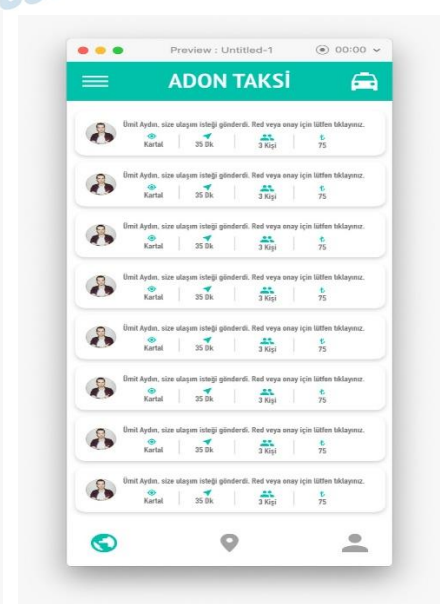 Preview : Untitled-1 00:00
ADON TAKSİ
Ümit Aydın, size ulaşım isteği gönderdi. Red veya onay için lütfen tıklayınız.
Kartal 35 Dk 3 Kişi ₺ 75
Ümit Aydın, size ulaşım isteği gönderdi. Red veya onay için lütfen tıklayınız.
Kartal 35 Dk 3 Kişi ₺ 75
Ümit Aydın, size ulaşım isteği gönderdi. Red veya onay için lütfen tıklayınız.
Kartal 35 Dk 3 Kişi ₺ 75
Ümit Aydın, size ulaşım isteği gönderdi. Red veya onay için lütfen tıklayınız.
Kartal 35 Dk 3 Kişi ₺ 75
Ümit Aydın, size ulaşım isteği gönderdi. Red veya onay için lütfen tıklayınız.
Kartal 35 Dk 3 Kişi ₺ 75
Ümit Aydın, size ulaşım isteği gönderdi. Red veya onay için lütfen tıklayınız.
Kartal 35 Dk 3 Kişi ₺ 75
Ümit Aydın, size ulaşım isteği gönderdi. Red veya onay için lütfen tıklayınız.
Kartal 35 Dk 3 Kişi ₺ 75
Ümit Aydın, size ulaşım isteği gönderdi. Red veya onay için lütfen tıklayınız.
Kartal 35 Dk 3 Kişi ₺ 75